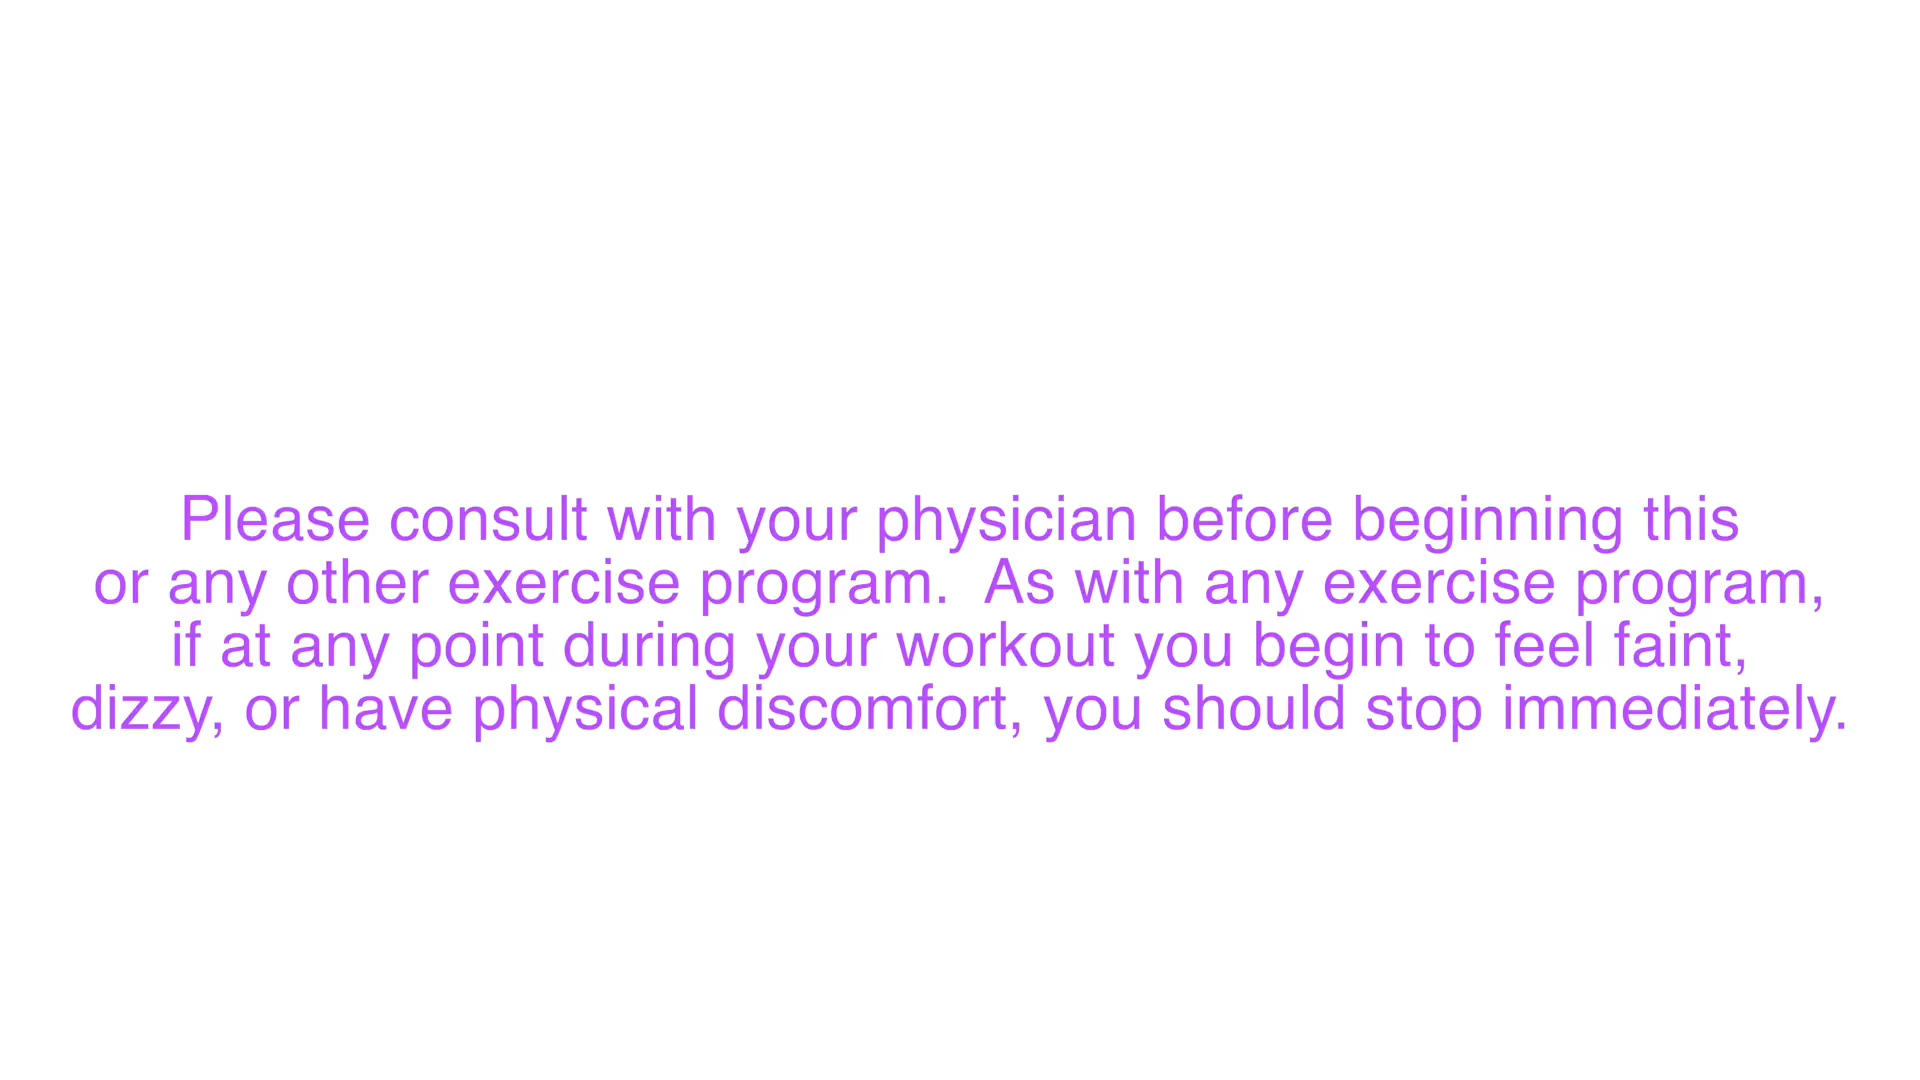 Please consult with your physician before beginning this
or any other exercise program.  As with any exercise program,
if at any point during your workout you begin to feel faint,
dizzy, or have physical discomfort, you should stop immediately.